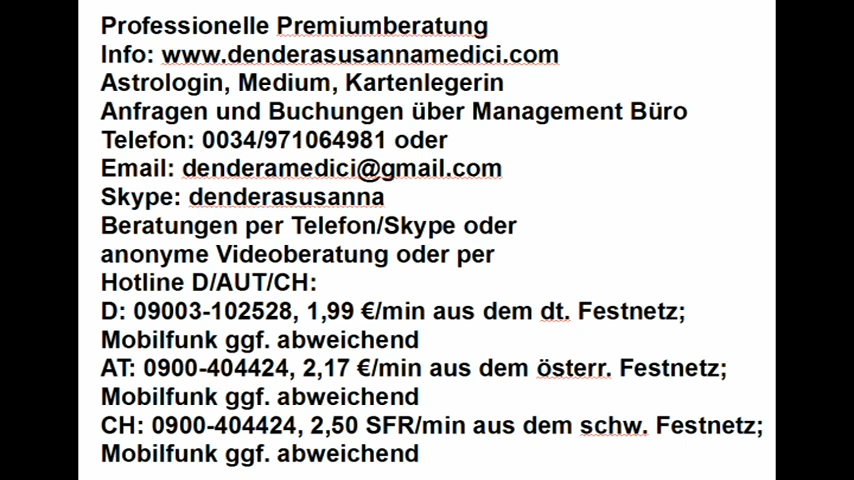 Professionelle Premiumberatung
Info: www.denderasusannamedici.com
Astrologin, Medium, Kartenlegerin
Anfragen und Buchungen über Management Büro
Telefon: 0034/971064981 oder
Email: denderamedici@gmail.com
Skype: denderasusanna
Beratungen per Telefon/Skype oder
anonyme Videoberatung oder per
Hotline D/AUT/CH:
D: 09003-102528, 1,99 €/min aus dem dt. Festnetz;
Mobilfunk ggf. abweichend
AT: 0900-404424, 2,17 €/min aus dem österr. Festnetz;
Mobilfunk ggf. abweichend
CH: 0900-404424, 2,50 SFR/min aus dem schw. Festnetz;
Mobilfunk ggf. abweichend